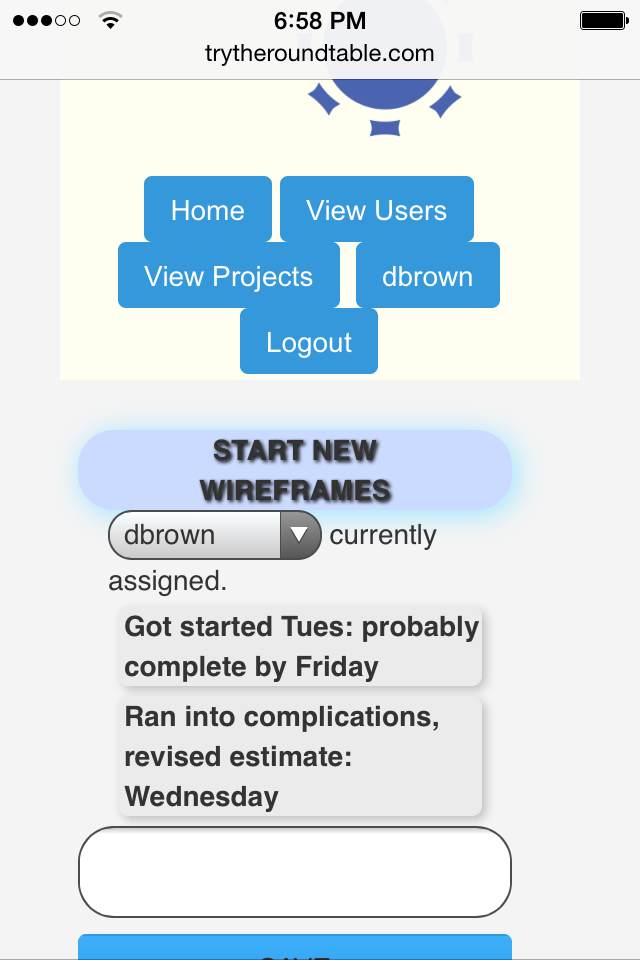 6:58 PM
trytheroundtable.com
Home View Users
View Projects dbrown
Logout
START NEW
WIREFRAMES
dbrown currently
assigned.
Got started Tues: probably
complete by Friday
Ran into complications,
revised estimate:
Wednesday